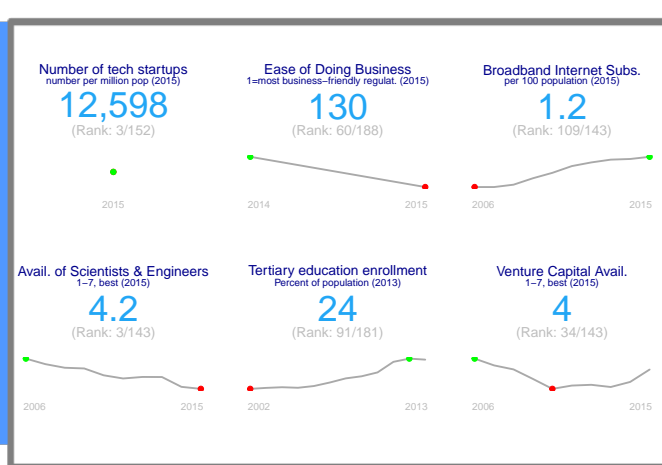 Number of tech startups
number per million pop (2015)
12,598
(Rank: 3/152)
2015
Ease of Doing Business
1=most business−friendly regulat. (2015)
130
(Rank: 60/188)
2014 2015
Broadband Internet Subs.
per 100 population (2015)
1.2
(Rank: 109/143)
2006 2015
Avail. of Scientists & Engineers
1−7, best (2015)
4.2
(Rank: 3/143)
2006 2015
Tertiary education enrollment
Percent of population (2013)
24
(Rank: 91/181)
2002 2013
Venture Capital Avail.
1−7, best (2015)
4
(Rank: 34/143)
2006 2015